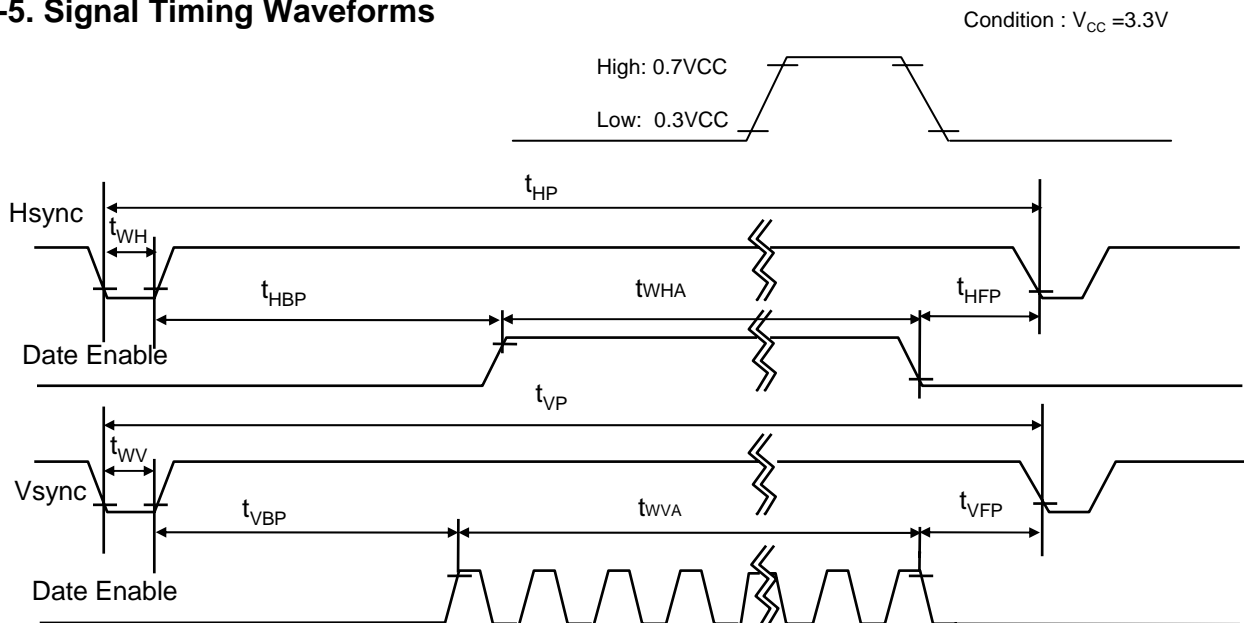 -5. Signal Timing Waveforms
Condition : VCC =3.3V
High: 0.7VCC
Low: 0.3VCC
tHP
Hsync
tWH
tHBP
tWHA
tHFP
Date Enable
tVP
tWV
Vsync
tVBP
tWVA
tVFP
Date Enable